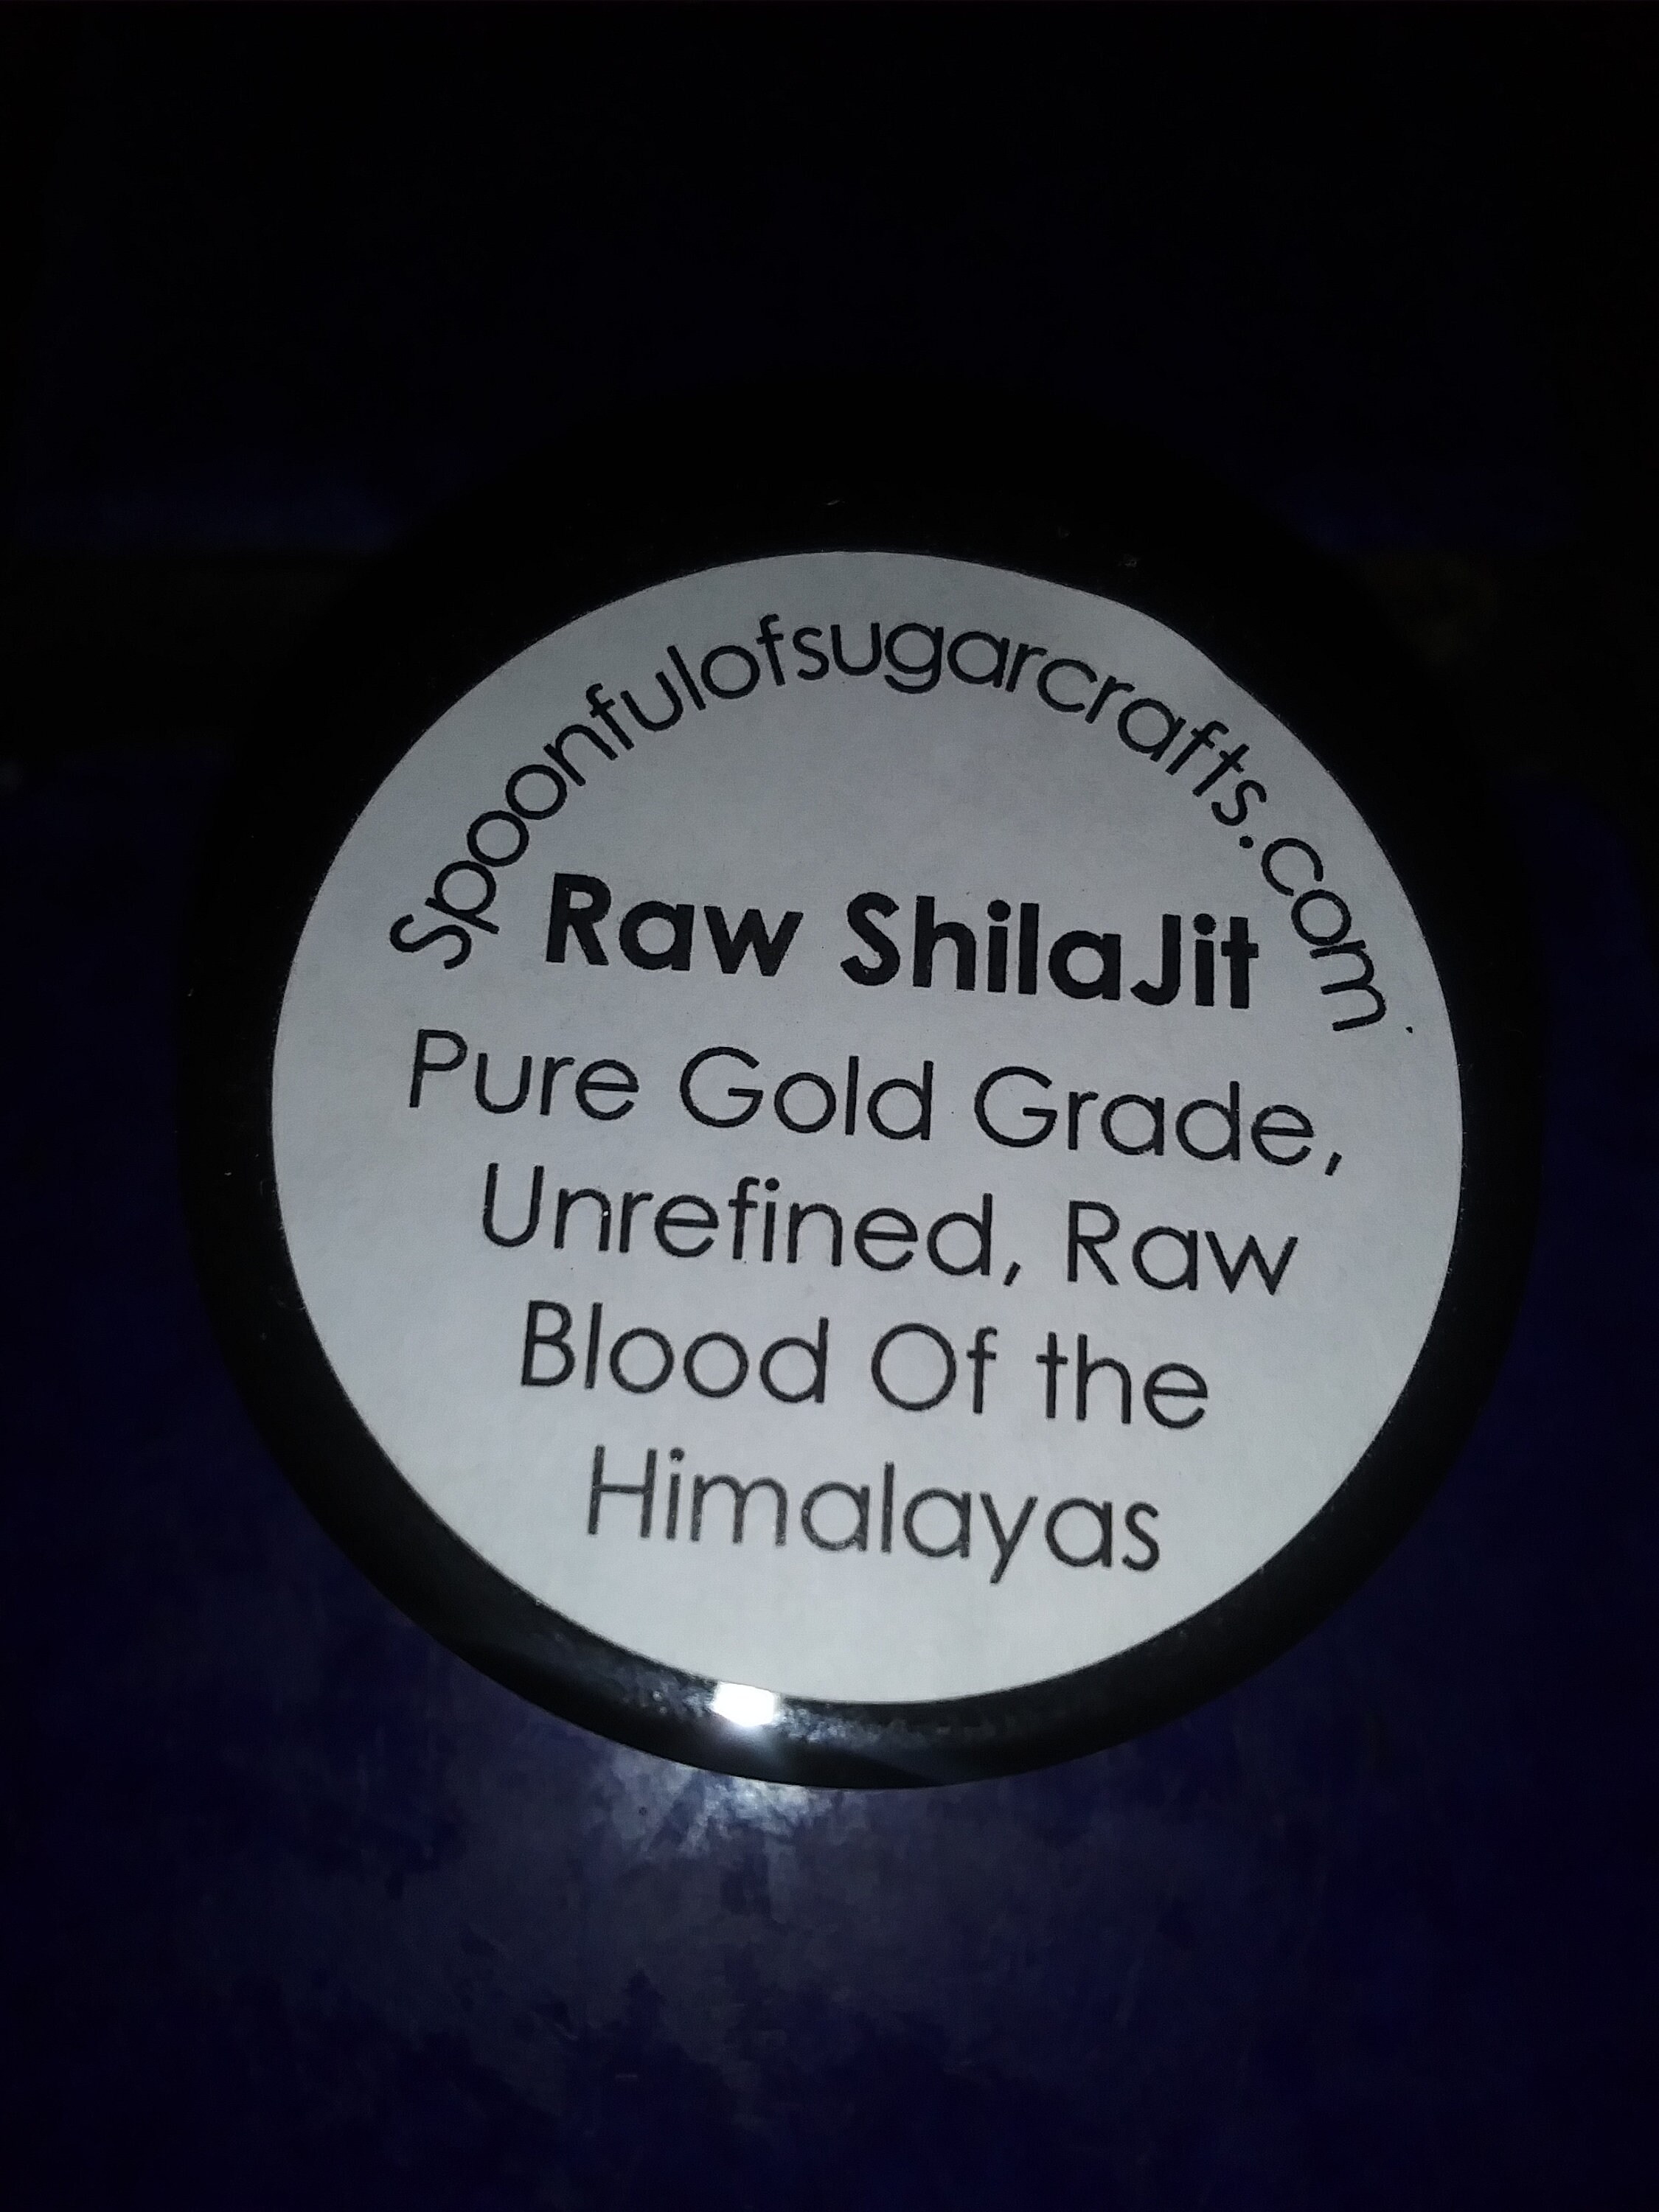 Spoonfulofsugarcrafts.com
Raw ShilaJit
Pure Gold Grade,
Unrefined, Raw
Blood Of the
Himalayas